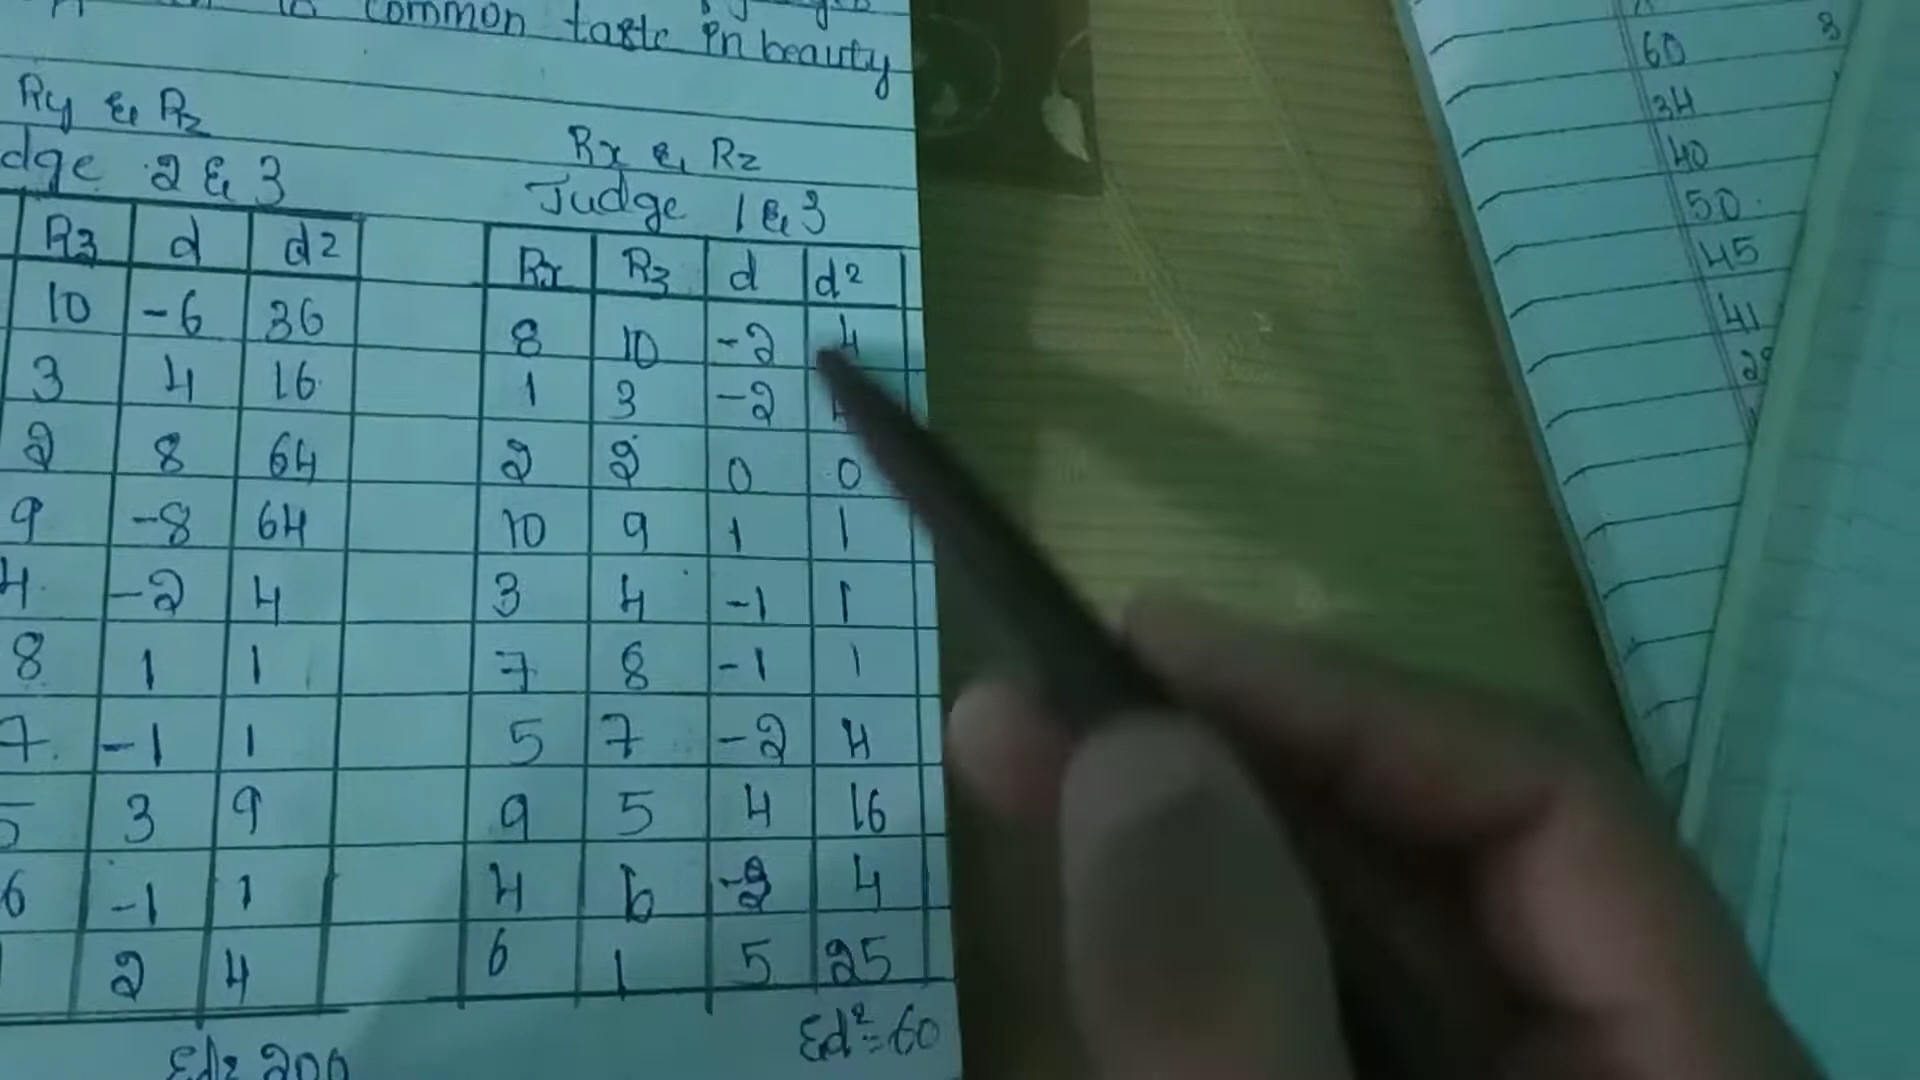 common taste in beauty
Ry & Rz
dge 2 & 3
R3 d d²
10 -6 36
3 4 16
2 8 64
9 -8 64
4 -2 4
8 1 1
7 -1 1
5 3 9
6 -1 1
2 4
Σd² 200
Rx & Rz
Judge 1 & 3
Rx R3 d d²
8 10 -2 4
1 3 -2
2 2 0 0
10 9 1 1
3 4 -1 1
7 8 -1 1
5 7 -2 4
9 5 4 16
4 6 -2 4
6 1 5 25
Σd² = 60
60
34
40
50
45
41